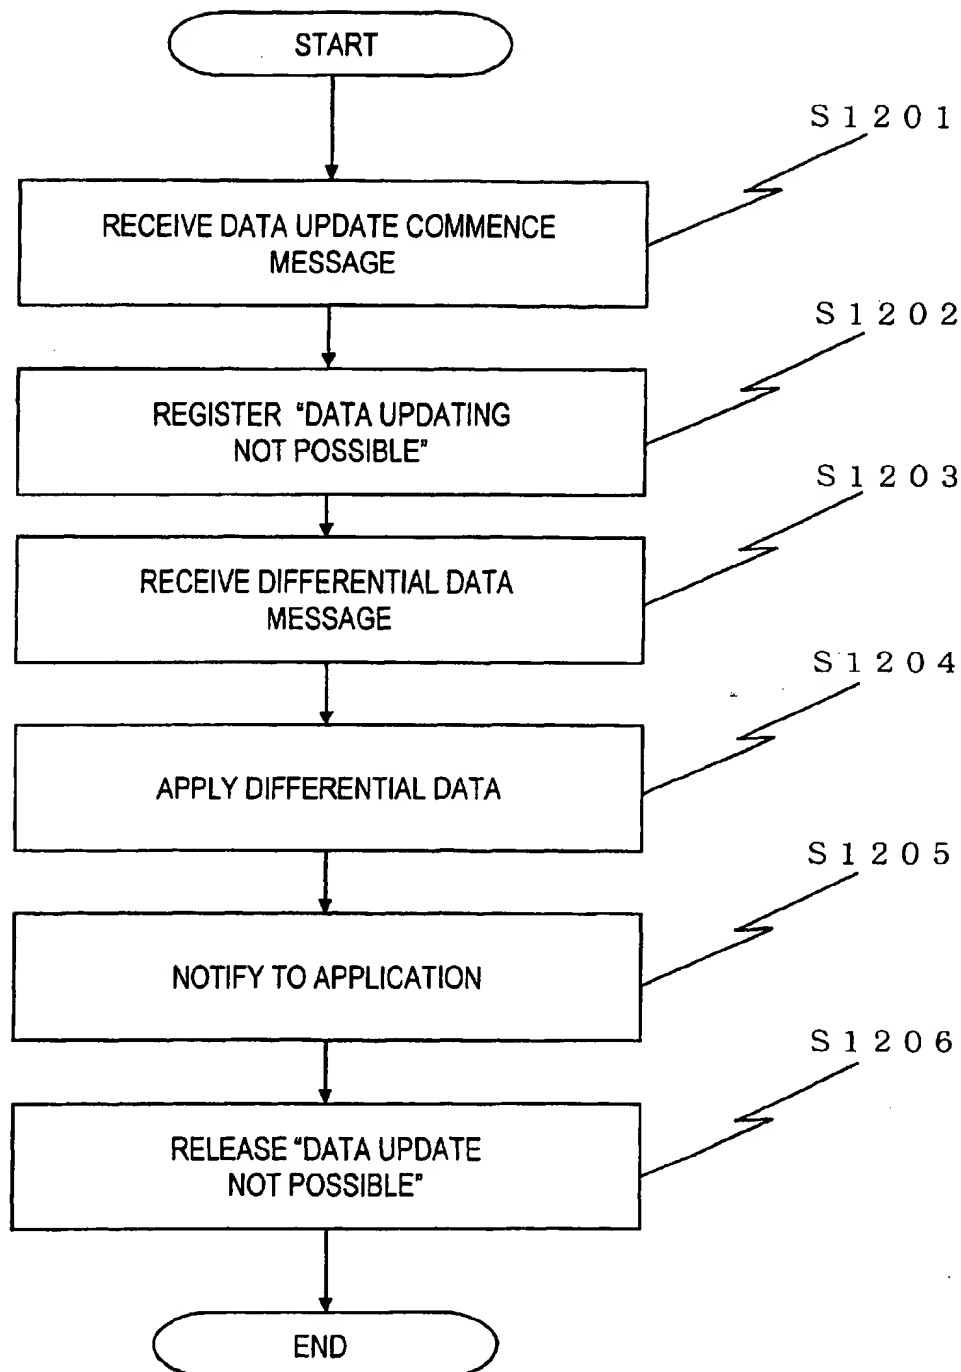 START
S1201
RECEIVE DATA UPDATE COMMENCE
MESSAGE
S1202
REGISTER "DATA UPDATING
NOT POSSIBLE"
S1203
RECEIVE DIFFERENTIAL DATA
MESSAGE
S1204
APPLY DIFFERENTIAL DATA
S1205
NOTIFY TO APPLICATION
S1206
RELEASE "DATA UPDATE
NOT POSSIBLE"
END